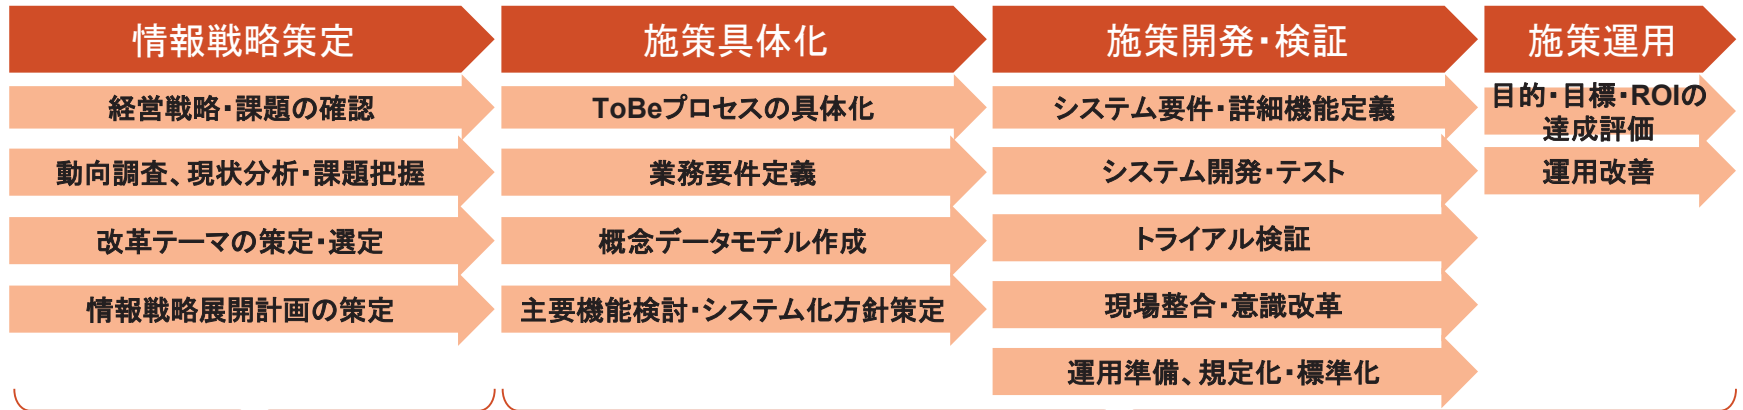 情報戦略策定
経営戦略・課題の確認
動向調査、現状分析・課題把握
改革テーマの策定・選定
情報戦略展開計画の策定
施策具体化
ToBeプロセスの具体化
業務要件定義
概念データモデル作成
主要機能検討・システム化方針策定
施策開発・検証
システム要件・詳細機能定義
システム開発・テスト
トライアル検証
現場整合・意識改革
運用準備、規定化・標準化
施策運用
目的・目標・ROIの
達成評価
運用改善